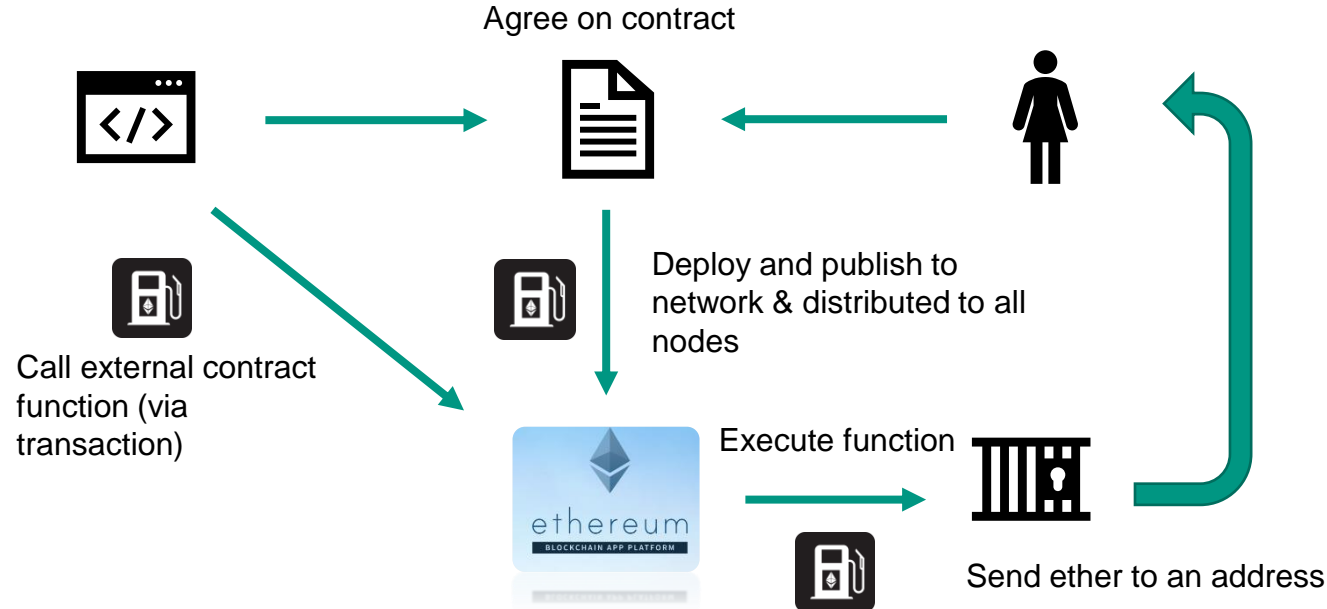 Agree on contract
</>
Deploy and publish to
network & distributed to all
nodes
Call external contract
function (via
transaction)
Execute function
ethereum
BLOCKCHAIN APP PLATFORM
Send ether to an address